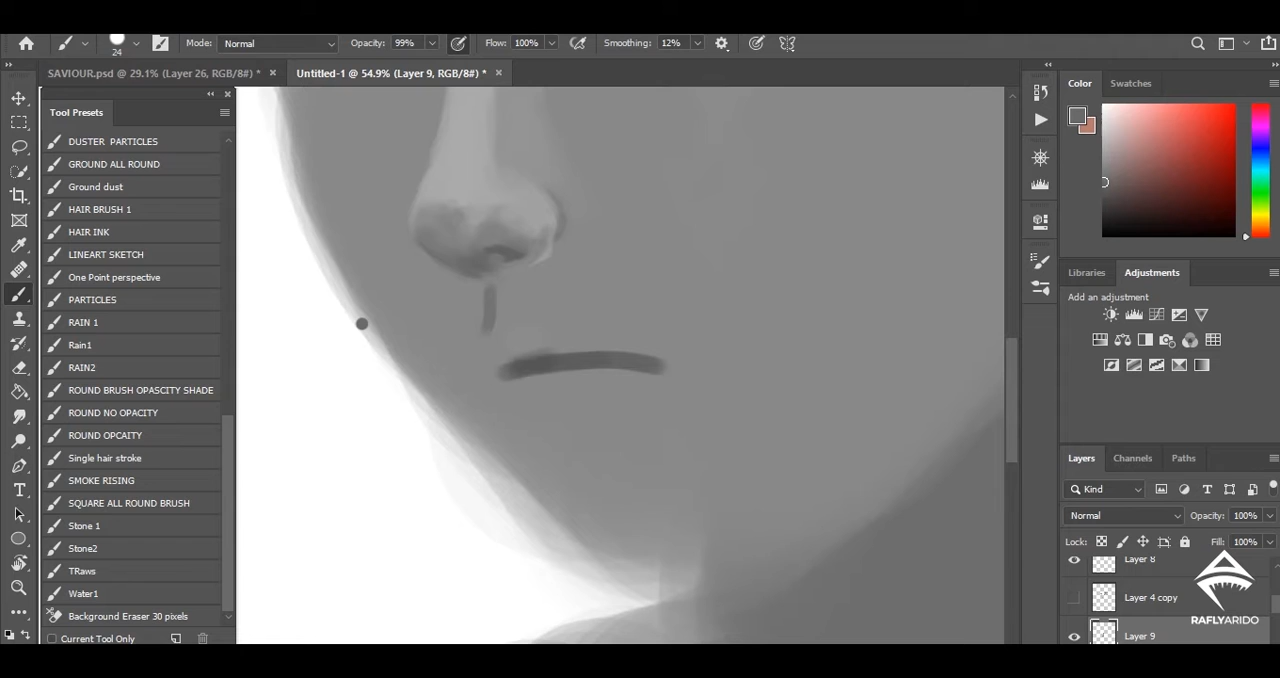 24 Mode: Normal Opacity: 99% Flow: 100% Smoothing: 12%
SAVIOUR.psd @ 29.1% (Layer 26, RGB/8#) * × Untitled-1 @ 54.9% (Layer 9, RGB/8#) * ×
Tool Presets
DUSTER PARTICLES
GROUND ALL ROUND
Ground dust
HAIR BRUSH 1
HAIR INK
LINEART SKETCH
One Point perspective
PARTICLES
RAIN 1
Rain1
RAIN2
ROUND BRUSH OPASCITY SHADE
ROUND NO OPACITY
ROUND OPCAITY
Single hair stroke
SMOKE RISING
SQUARE ALL ROUND BRUSH
Stone 1
Stone2
TRaws
Water1
Background Eraser 30 pixels
Current Tool Only
Color Swatches
Libraries Adjustments
Add an adjustment
Layers Channels Paths
Kind
Normal Opacity: 100%
Lock: Fill: 100%
Layer 8
Layer 4 copy
Layer 9
RAFLYARIDO